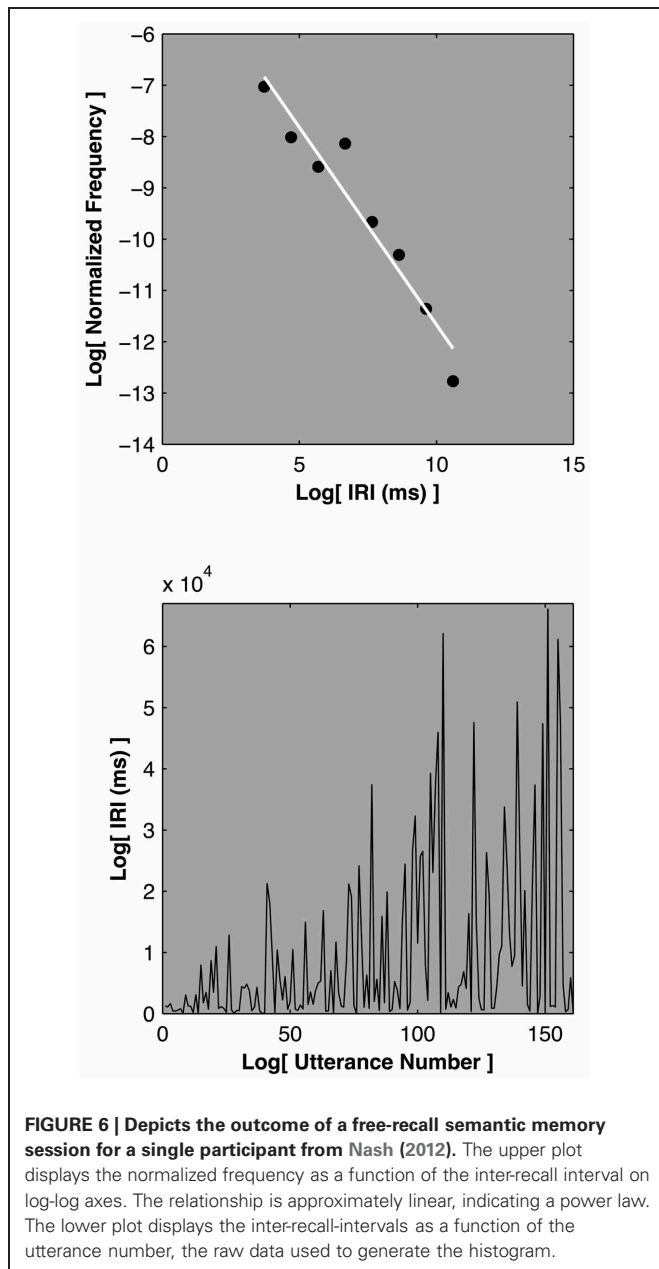 −6
−7
−8
−9
−10
−11
−12
−13
−14
Log[ Normalized Frequency ]
0 5 10 15
Log[ IRI (ms) ]
x 10^4
6
5
4
3
2
1
0
Log[ IRI (ms) ]
0 50 100 150
Log[ Utterance Number ]
FIGURE 6 | Depicts the outcome of a free-recall semantic memory
session for a single participant from Nash (2012). The upper plot
displays the normalized frequency as a function of the inter-recall interval on
log-log axes. The relationship is approximately linear, indicating a power law.
The lower plot displays the inter-recall-intervals as a function of the
utterance number, the raw data used to generate the histogram.